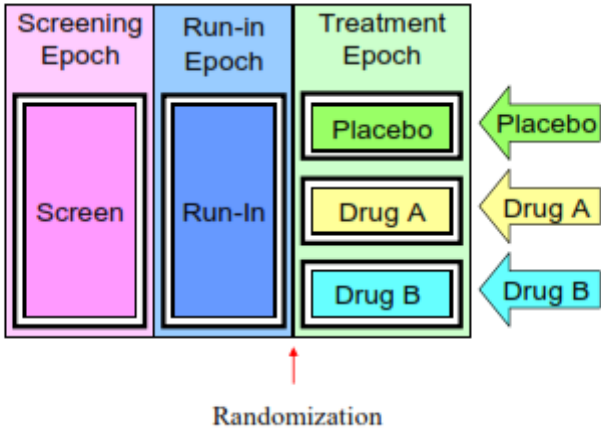 Screening
Epoch
Run-in
Epoch
Treatment
Epoch
Screen
Run-In
Placebo
Drug A
Drug B
Placebo
Drug A
Drug B
Randomization